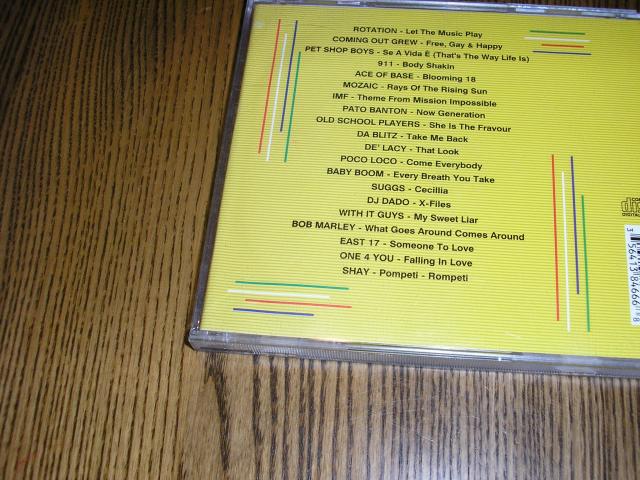 ROTATION - Let The Music Play
COMING OUT GREW - Free, Gay & Happy
PET SHOP BOYS - Se A Vida È (That's The Way Life Is)
911 - Body Shakin
ACE OF BASE - Blooming 18
MOZAIC - Rays Of The Rising Sun
IMF - Theme From Mission Impossible
PATO BANTON - Now Generation
OLD SCHOOL PLAYERS - She Is The Fravour
DA BLITZ - Take Me Back
DE' LACY - That Look
POCO LOCO - Come Everybody
BABY BOOM - Every Breath You Take
SUGGS - Cecillia
DJ DADO - X-Files
WITH IT GUYS - My Sweet Liar
BOB MARLEY - What Goes Around Comes Around
EAST 17 - Someone To Love
ONE 4 YOU - Falling In Love
SHAY - Pompeti - Rompeti